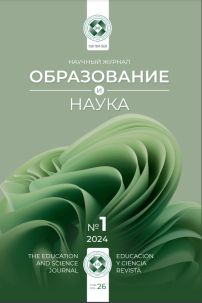 НАУЧНЫЙ ЖУРНАЛ
ОБРАЗОВАНИЕ
И
НАУКА
№1
2024
THE EDUCATION
AND SCIENCE
JOURNAL
EDUCACIÓN
Y CIENCIA
REVISTA
26